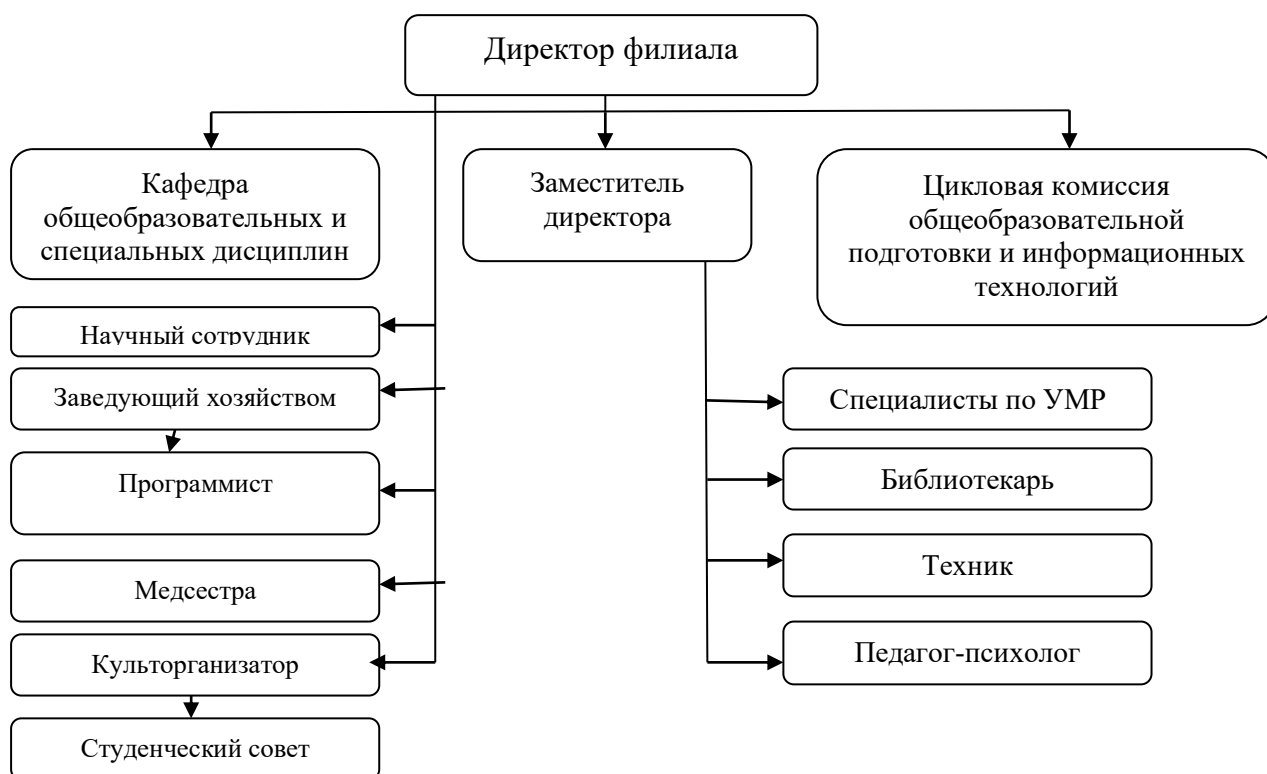 Директор филиала
Кафедра
общеобразовательных и
специальных дисциплин
Заместитель
директора
Цикловая комиссия
общеобразовательной
подготовки и информационных
технологий
Научный сотрудник
Заведующий хозяйством
Программист
Медсестра
Культорганизатор
Студенческий совет
Специалисты по УМР
Библиотекарь
Техник
Педагог-психолог